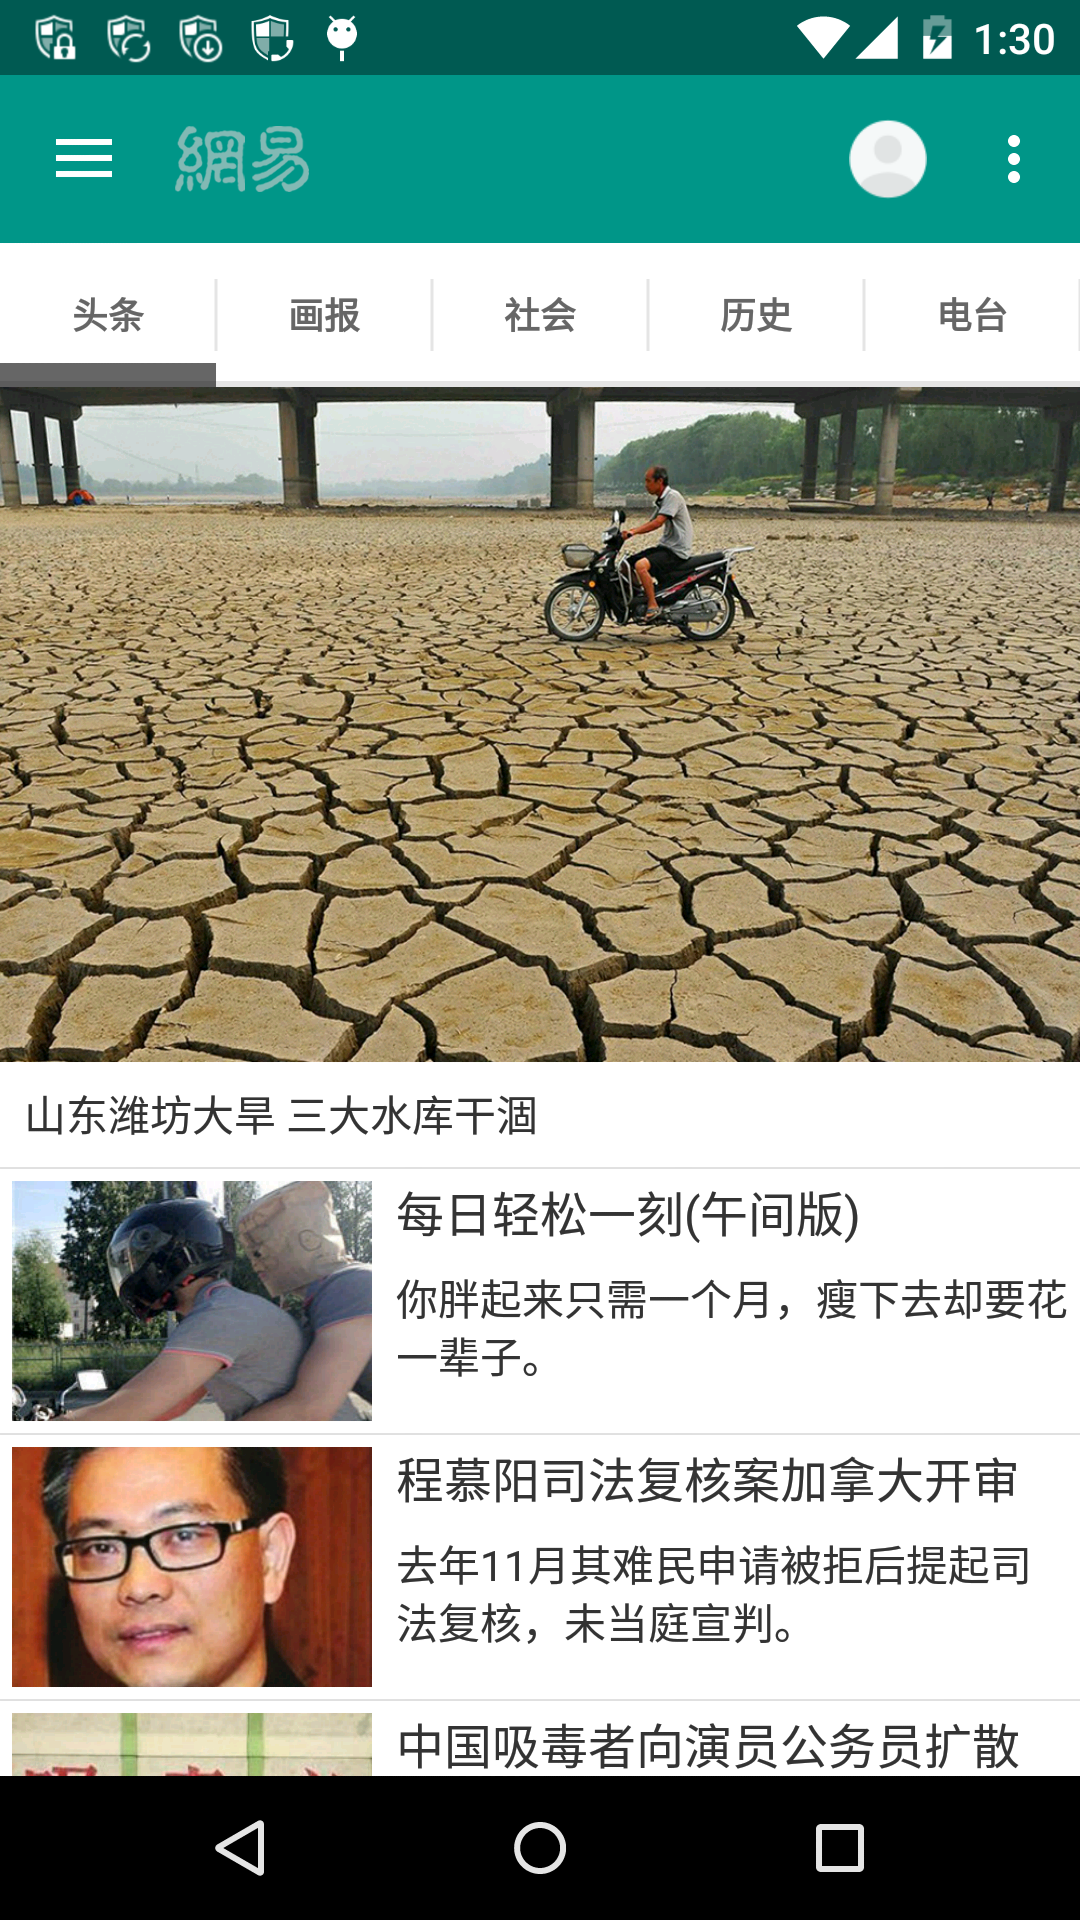 1:30
網易
头条
画报
社会
历史
电台
山东潍坊大旱 三大水库干涸
每日轻松一刻(午间版)
你胖起来只需一个月，瘦下去却要花
一辈子。
程慕阳司法复核案加拿大开审
去年11月其难民申请被拒后提起司
法复核，未当庭宣判。
中国吸毒者向演员公务员扩散